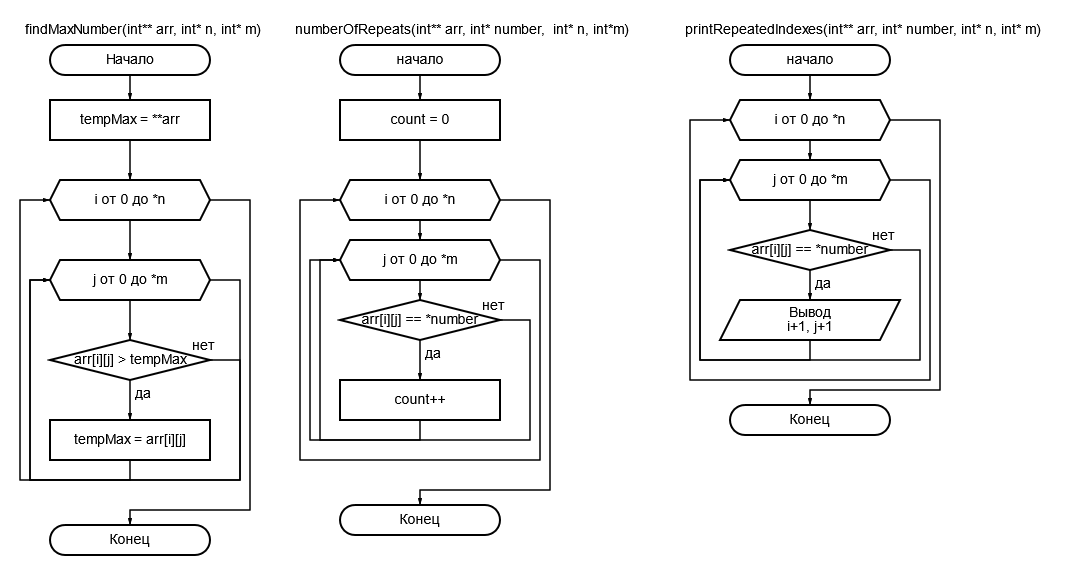 findMaxNumber(int** arr, int* n, int* m)
Начало
tempMax = **arr
i от 0 до *n
j от 0 до *m
arr[i][j] > tempMax
нет
да
tempMax = arr[i][j]
Конец
numberOfRepeats(int** arr, int* number,  int* n, int*m)
начало
count = 0
i от 0 до *n
j от 0 до *m
arr[i][j] == *number
нет
да
count++
Конец
printRepeatedIndexes(int** arr, int* number, int* n, int* m)
начало
i от 0 до *n
j от 0 до *m
arr[i][j] == *number
нет
да
Вывод
i+1, j+1
Конец